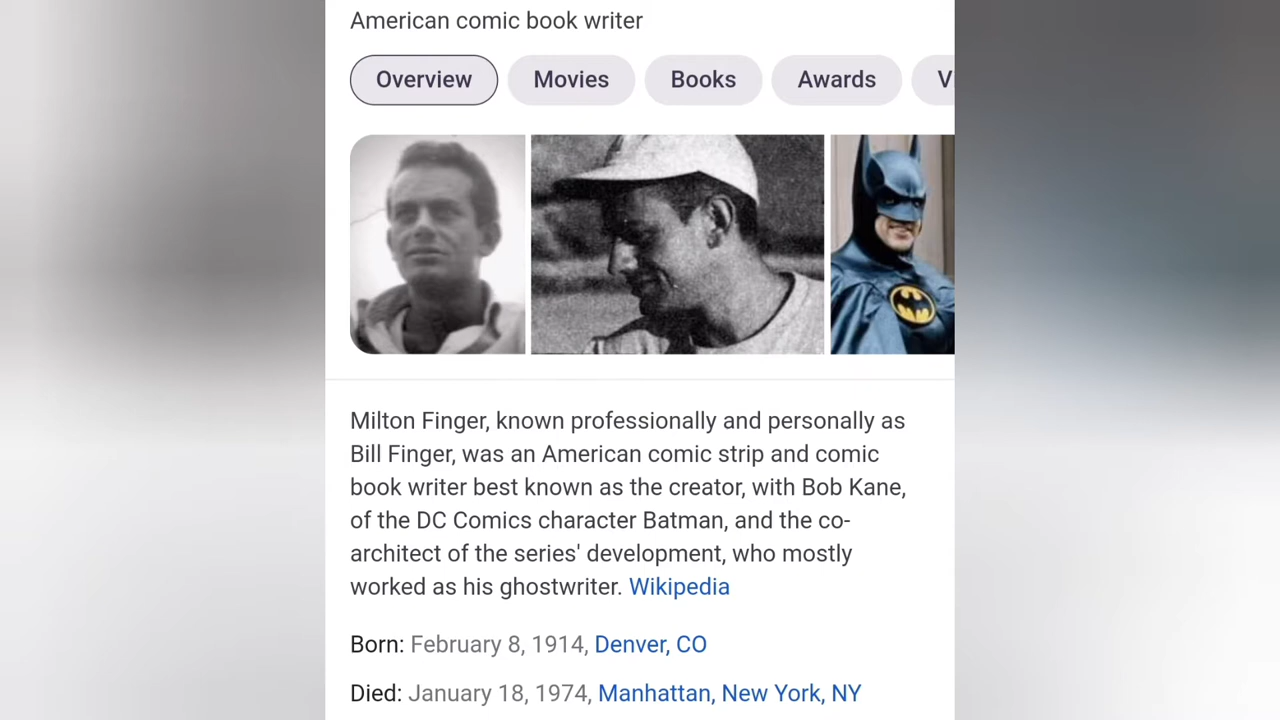 American comic book writer
Overview Movies Books Awards
Milton Finger, known professionally and personally as
Bill Finger, was an American comic strip and comic
book writer best known as the creator, with Bob Kane,
of the DC Comics character Batman, and the co-
architect of the series' development, who mostly
worked as his ghostwriter. Wikipedia
Born: February 8, 1914, Denver, CO
Died: January 18, 1974, Manhattan, New York, NY